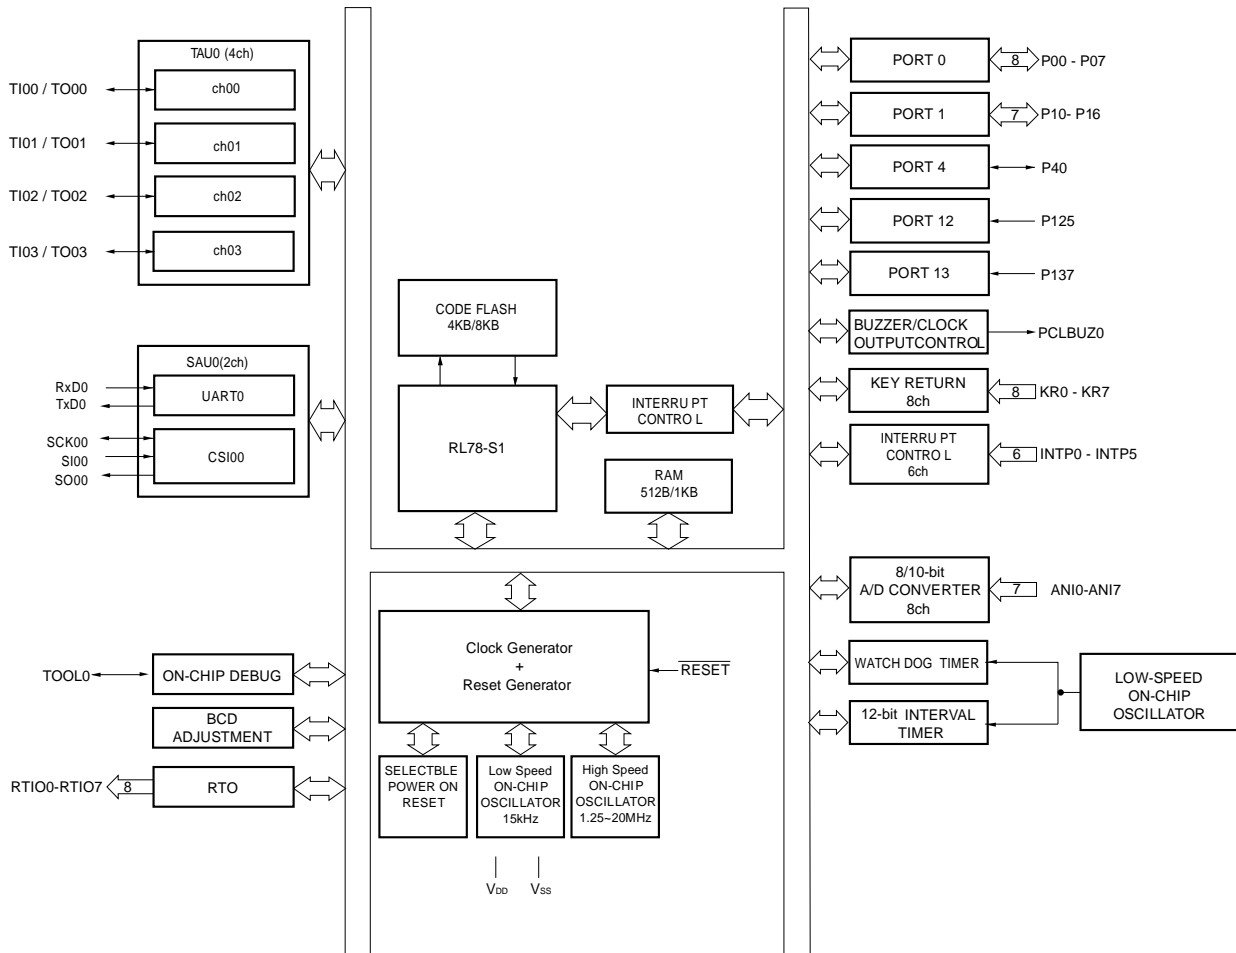 TAU0 (4ch)
TI00 / TO00
ch00
TI01 / TO01
ch01
TI02 / TO02
ch02
TI03 / TO03
ch03
SAU0(2ch)
RxD0
TxD0
UART0
SCK00
SI00
SO00
CSI00
TOOL0
ON-CHIP DEBUG
BCD
ADJUSTMENT
RTIO0-RTIO7
8
RTO
CODE FLASH
4KB/8KB
RL78-S1
INTERRU PT
CONTRO L
RAM
512B/1KB
Clock Generator
+
Reset Generator
RESET
SELECTBLE
POWER ON
RESET
Low Speed
ON-CHIP
OSCILLATOR
15kHz
High Speed
ON-CHIP
OSCILLATOR
1.25~20MHz
VDD
VSS
PORT 0
8
P00 - P07
PORT 1
7
P10- P16
PORT 4
P40
PORT 12
P125
PORT 13
P137
BUZZER/CLOCK
OUTPUTCONTROL
PCLBUZ0
KEY RETURN
8ch
8
KR0 - KR7
INTERRU PT
CONTRO L
6ch
6
INTP0 - INTP5
8/10-bit
A/D CONVERTER
8ch
7
ANI0-ANI7
WATCH DOG TIMER
12-bit INTERVAL
TIMER
LOW-SPEED
ON-CHIP
OSCILLATOR